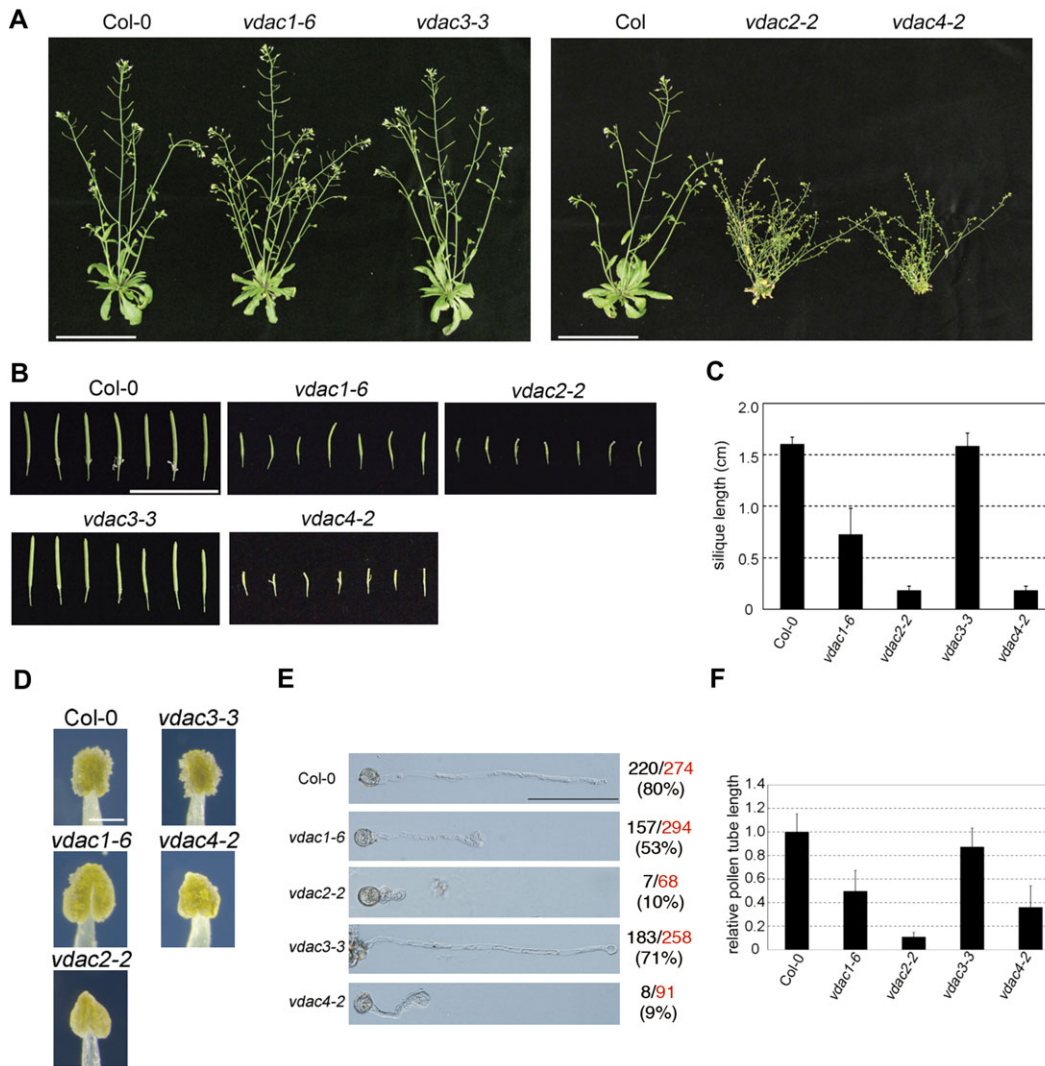 A
Col-0 vdac1-6 vdac3-3 Col vdac2-2 vdac4-2
B
Col-0 vdac1-6 vdac2-2
vdac3-3 vdac4-2
C
2.0
1.5
1.0
0.5
0
silique length (cm)
Col-0 vdac1-6 vdac2-2 vdac3-3 vdac4-2
D
Col-0 vdac3-3
vdac1-6 vdac4-2
vdac2-2
E
Col-0 220/274
(80%)
vdac1-6 157/294
(53%)
vdac2-2 7/68
(10%)
vdac3-3 183/258
(71%)
vdac4-2 8/91
(9%)
F
1.4
1.2
1.0
0.8
0.6
0.4
0.2
0
relative pollen tube length
Col-0 vdac1-6 vdac2-2 vdac3-3 vdac4-2